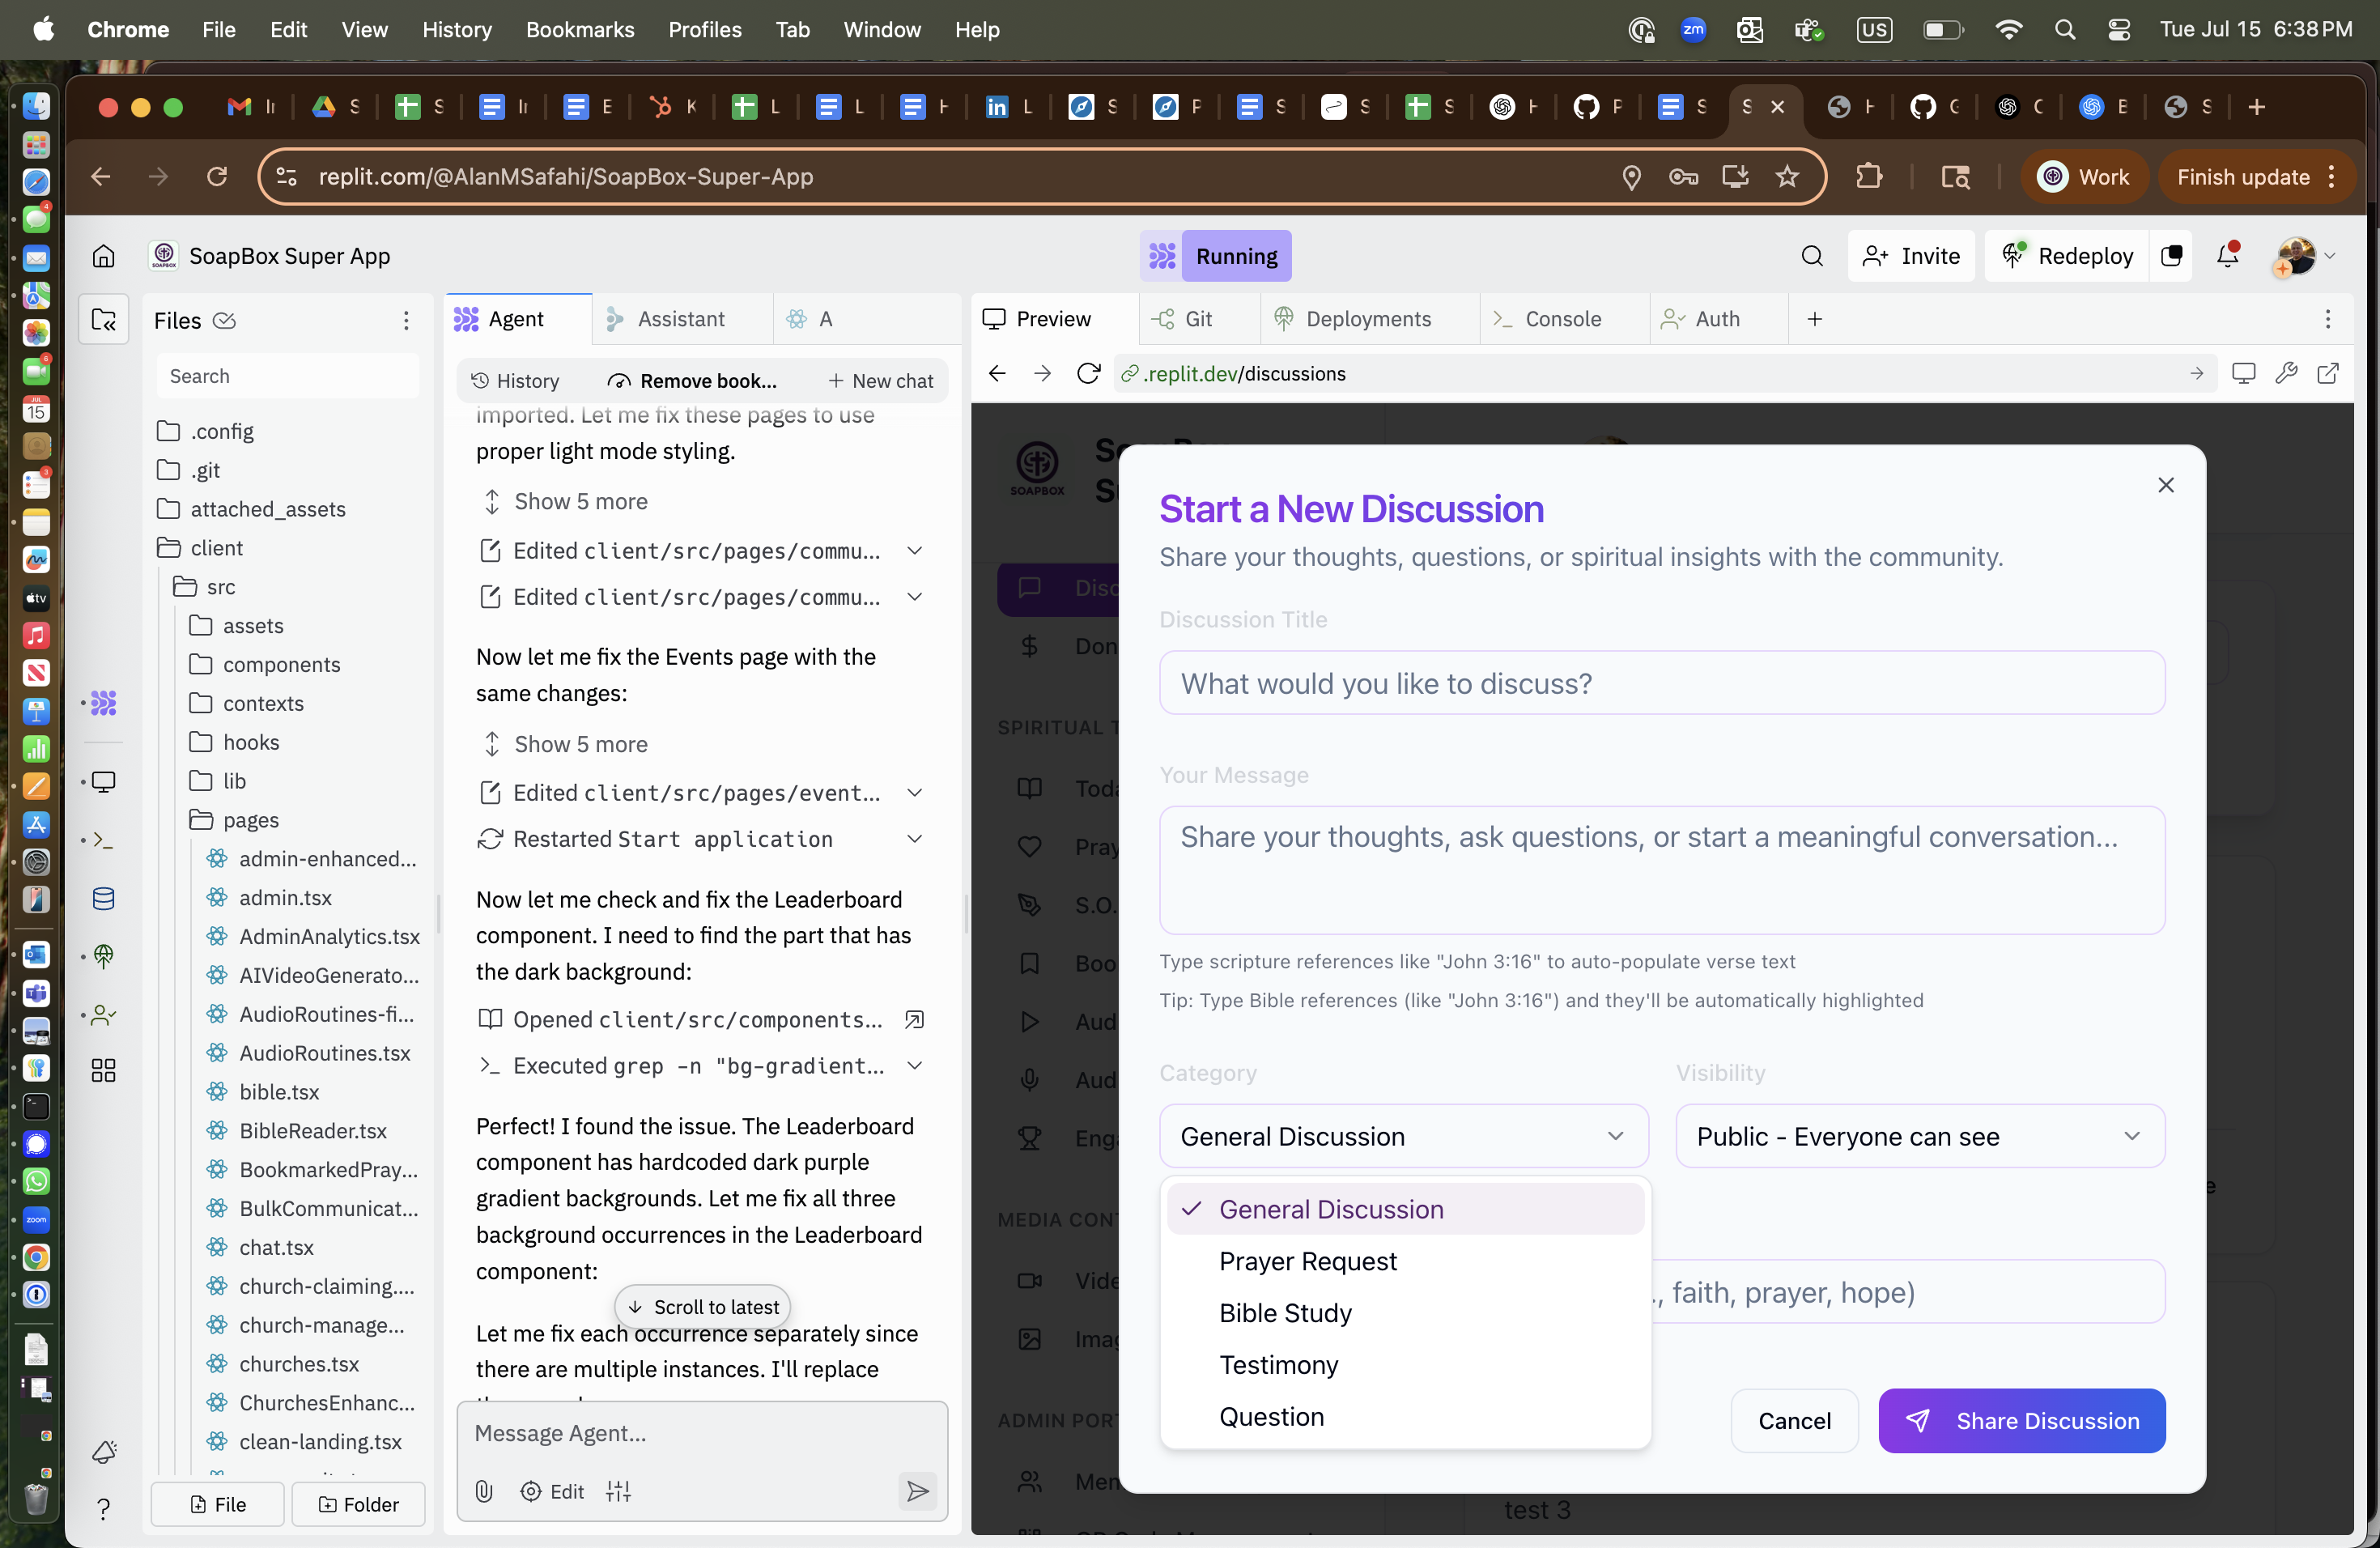 Chrome File Edit View History Bookmarks Profiles Tab Window Help
zm
US
Tue Jul 15 6:38 PM
replit.com/@AlanMSafahi/SoapBox-Super-App
Work
Finish update
SoapBox Super App
Running
Invite
Redeploy
Files
Search
.config
.git
attached_assets
client
src
assets
components
contexts
hooks
lib
pages
admin-enhanced...
admin.tsx
AdminAnalytics.tsx
AIVideoGenerato...
AudioRoutines-fi...
AudioRoutines.tsx
bible.tsx
BibleReader.tsx
BookmarkedPray...
BulkCommunicat...
chat.tsx
church-claiming....
church-manage...
churches.tsx
ChurchesEnhanc...
clean-landing.tsx
File
Folder
Agent
Assistant
A
History
Remove book...
New chat
imported. Let me fix these pages to use
proper light mode styling.
Show 5 more
Edited client/src/pages/commu...
Edited client/src/pages/commu...
Now let me fix the Events page with the
same changes:
Show 5 more
Edited client/src/pages/event...
Restarted Start application
Now let me check and fix the Leaderboard
component. I need to find the part that has
the dark background:
Opened client/src/components...
Executed grep -n "bg-gradient...
Perfect! I found the issue. The Leaderboard
component has hardcoded dark purple
gradient backgrounds. Let me fix all three
background occurrences in the Leaderboard
component:
Scroll to latest
Let me fix each occurrence separately since
there are multiple instances. I'll replace
Message Agent...
Edit
Preview
Git
Deployments
Console
Auth
.replit.dev/discussions
SOAPBOX
Disc
Don
SPIRITUAL T
Toda
Pray
S.O.
Boo
Aud
Aud
Eng
MEDIA CONT
Vide
Imag
ADMIN PORT
Men
test 3
Start a New Discussion
Share your thoughts, questions, or spiritual insights with the community.
Discussion Title
What would you like to discuss?
Your Message
Share your thoughts, ask questions, or start a meaningful conversation...
Type scripture references like "John 3:16" to auto-populate verse text
Tip: Type Bible references (like "John 3:16") and they'll be automatically highlighted
Category
Visibility
General Discussion
Public - Everyone can see
General Discussion
Prayer Request
Bible Study
Testimony
Question
., faith, prayer, hope)
Cancel
Share Discussion